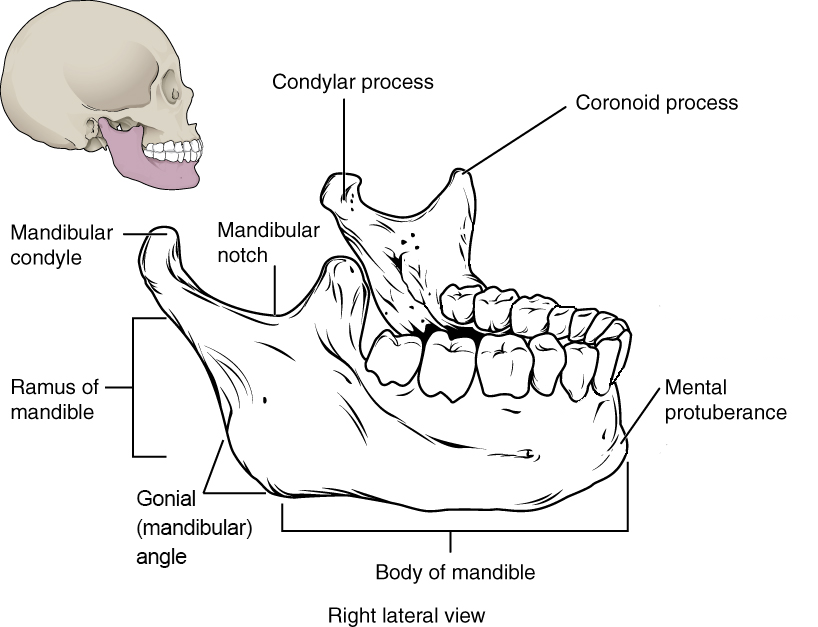 Condylar process
Coronoid process
Mandibular
condyle
Mandibular
notch
Ramus of
mandible
Mental
protuberance
Gonial
(mandibular)
angle
Body of mandible
Right lateral view